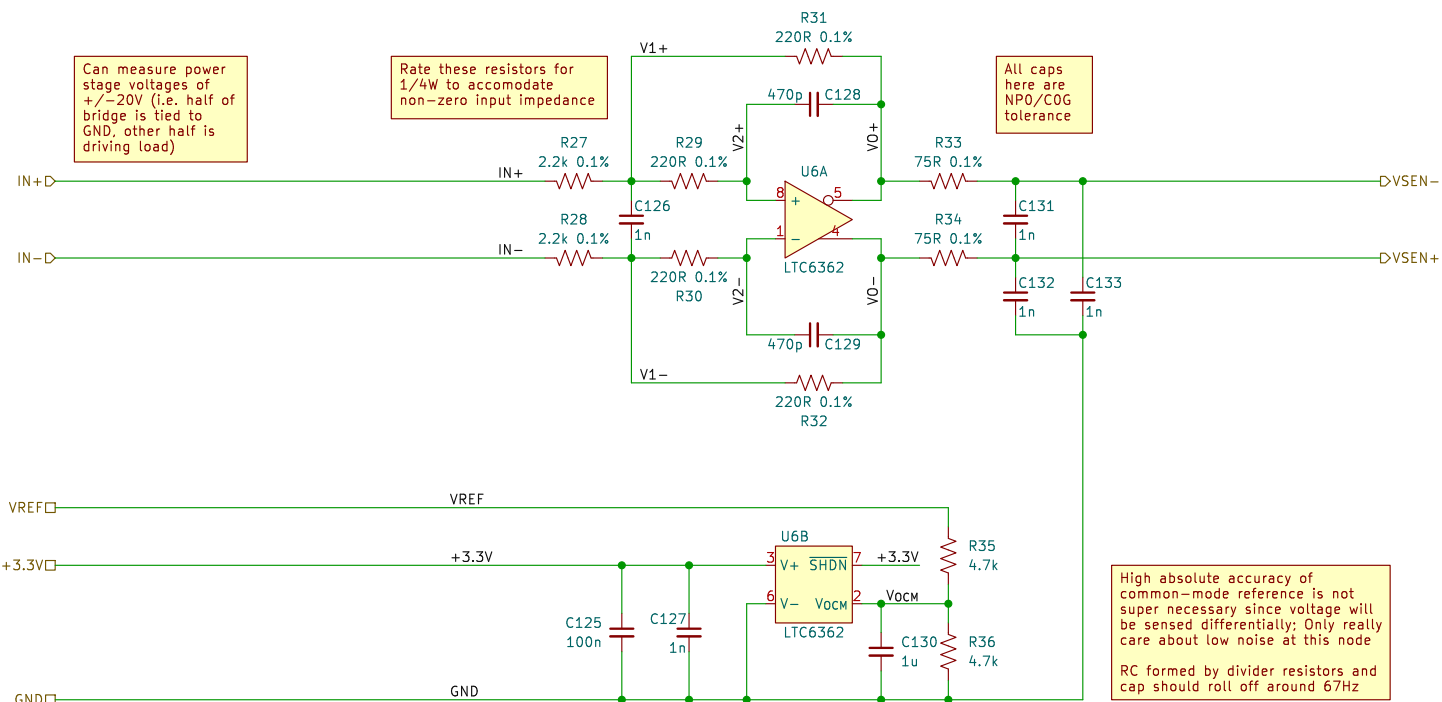 R31
220R 0.1%
V1+
Can measure power
stage voltages of
+/-20V (i.e. half of
bridge is tied to
GND, other half is
driving load)
Rate these resistors for
1/4W to accomodate
non-zero input impedance
All caps
here are
NP0/C0G
tolerance
470p C128
V2+
VO+
R27
2.2k 0.1%
R29
220R 0.1%
R33
75R 0.1%
IN+
IN+
U6A
8
+
5
VSEN-
C126
1n
C131
1n
R28
2.2k 0.1%
1
-
4
R34
75R 0.1%
IN-
IN-
LTC6362
VSEN+
220R 0.1%
R30
V2-
VO-
C132
1n
C133
1n
470p C129
V1-
220R 0.1%
R32
VREF
VREF
U6B
+3.3V
+3.3V
3
V+
SHDN
7
+3.3V
R35
4.7k
6
V-
VOCM
2
VOCM
LTC6362
C125
100n
C127
1n
C130
1u
R36
4.7k
High absolute accuracy of
common-mode reference is not
super necessary since voltage will
be sensed differentially; Only really
care about low noise at this node
RC formed by divider resistors and
cap should roll off around 67Hz
GND
GND